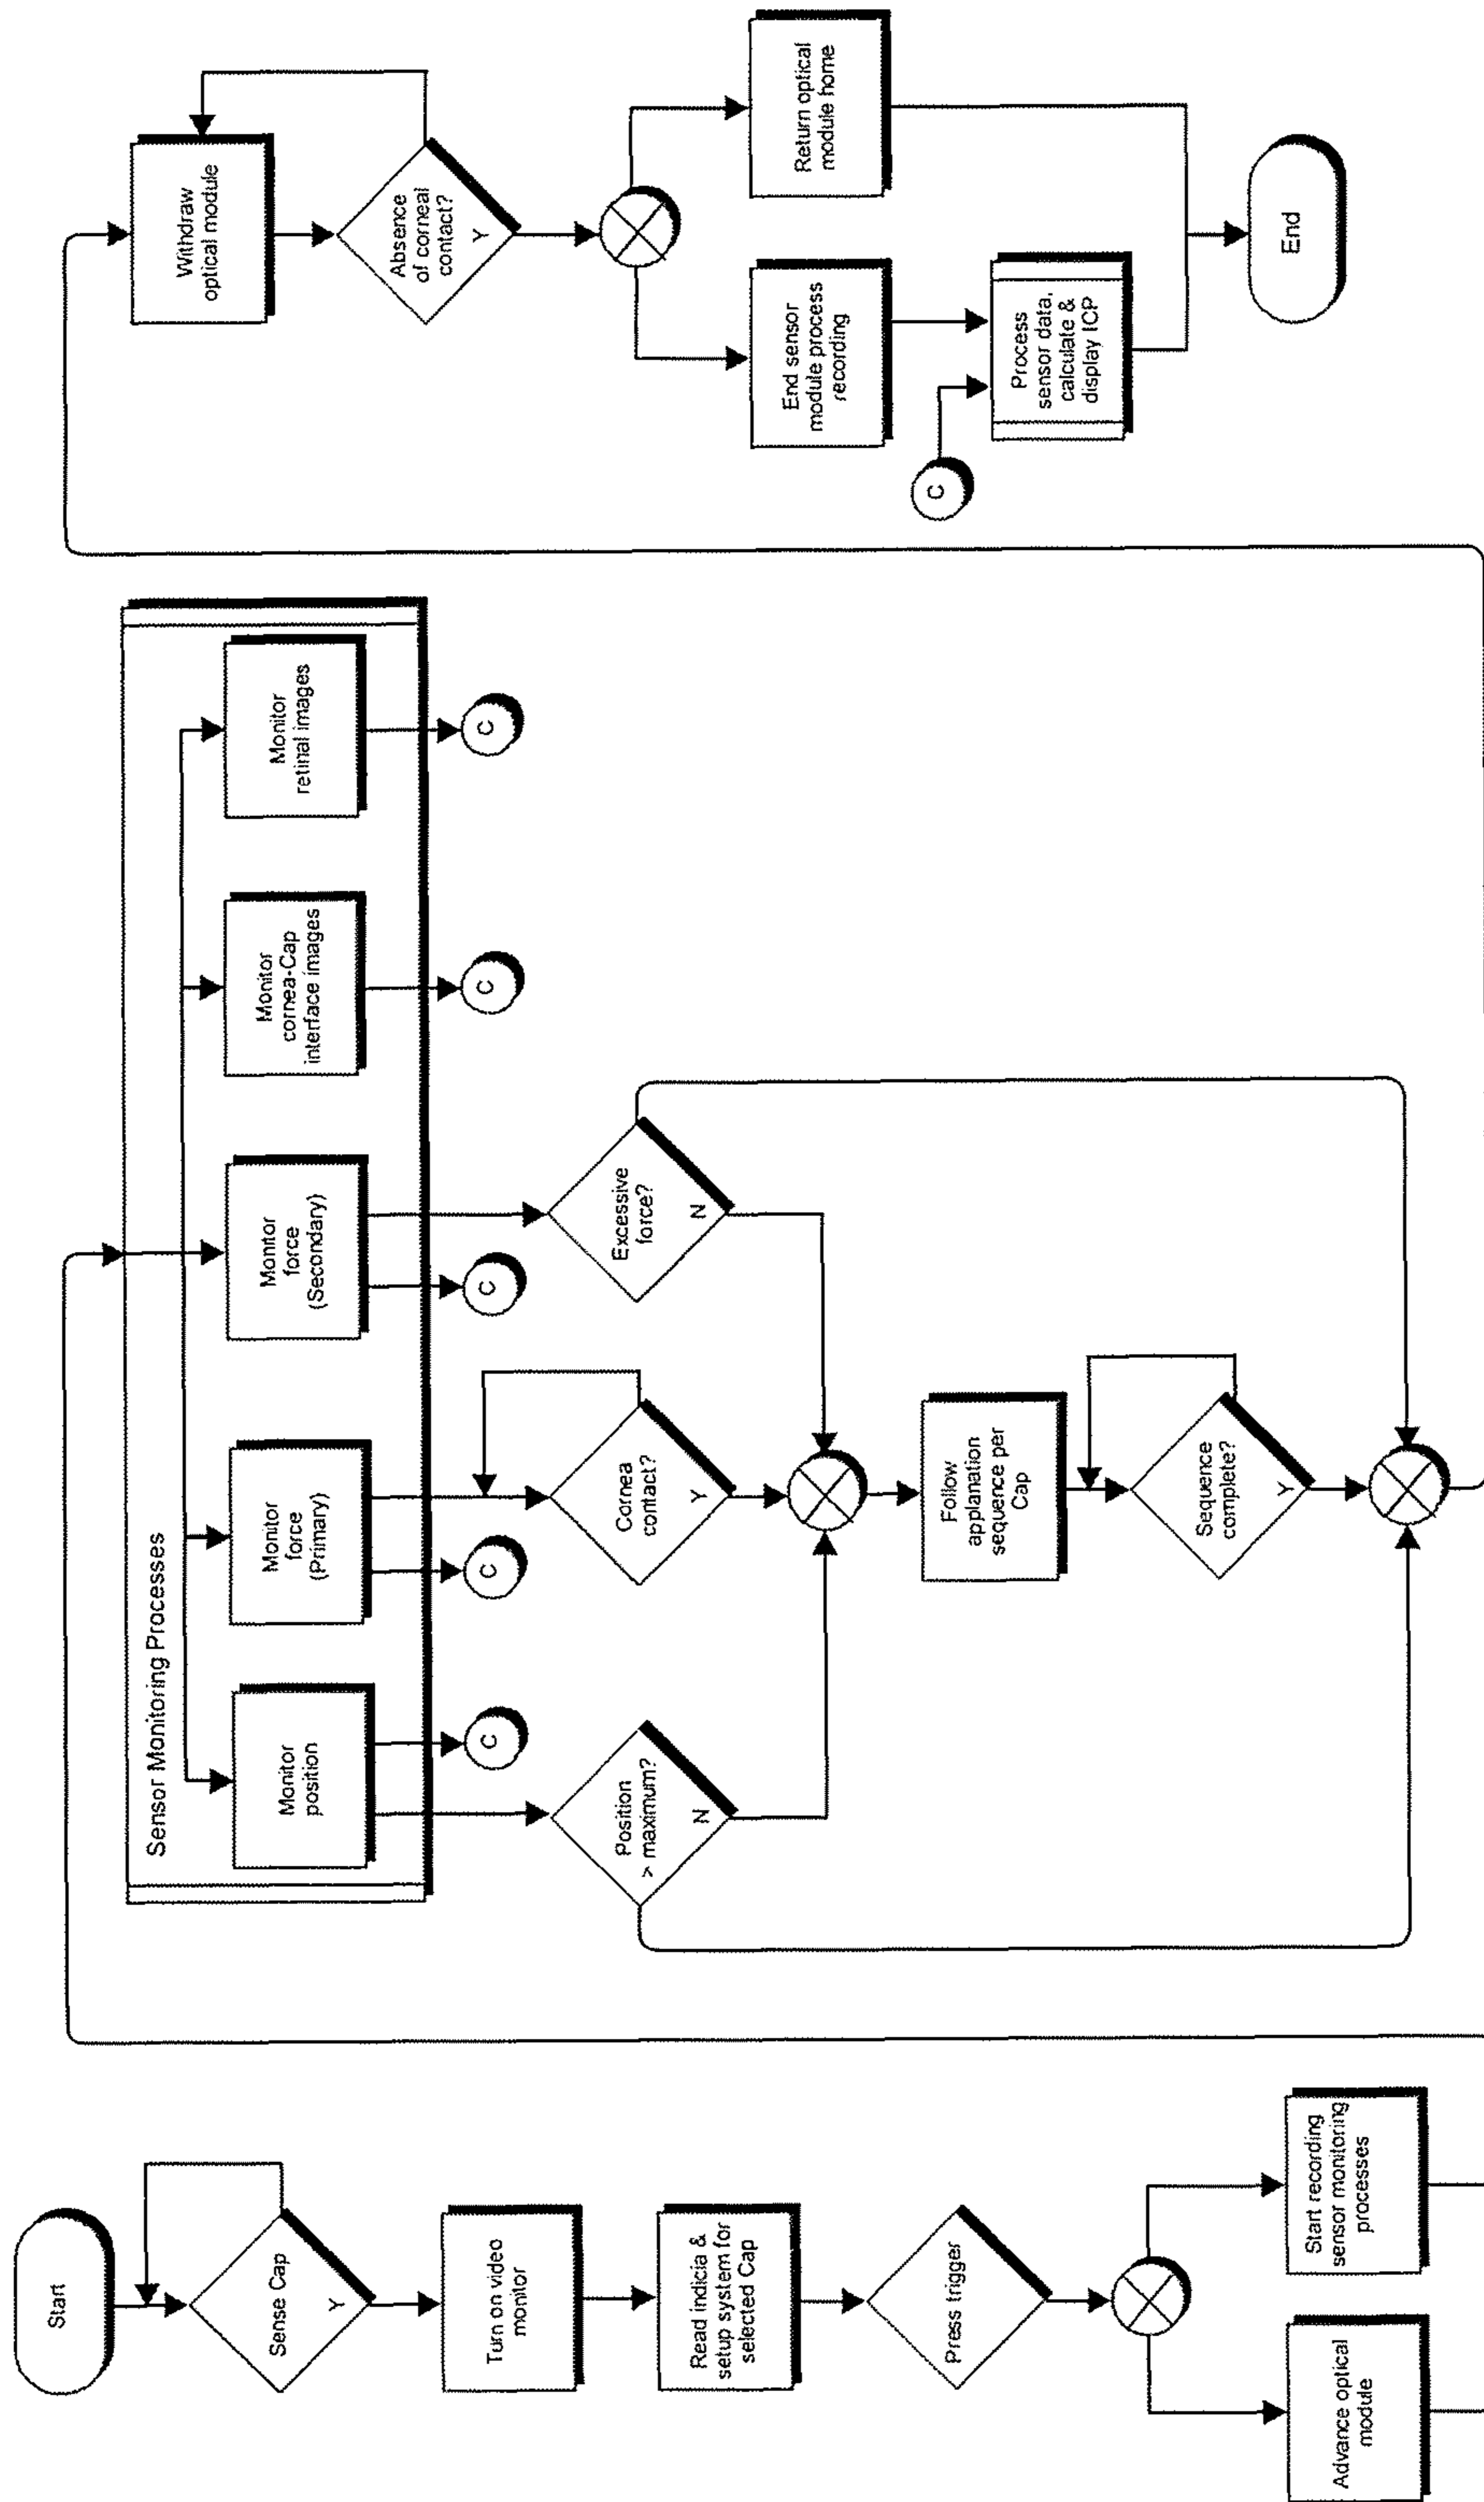 Start
Sense Cap
Y
Turn on video
monitor
Read indicia &
setup system for
selected Cap
Press trigger
Advance optical
module
Start recording
sensor monitoring
processes
Sensor Monitoring Processes
Monitor
position
Monitor
force
(Primary)
Monitor
force
(Secondary)
Monitor
cornea-Cap
interface images
Monitor
retinal images
C
C
C
C
C
Position
> maximum?
N
Cornea
contact?
Y
Excessive
force?
N
Follow
applanation
sequence per
Cap
Sequence
complete?
Y
Withdraw
optical module
Absence
of corneal
contact?
Y
End sensor
module process
recording
Return optical
module home
C
Process
sensor data,
calculate &
display ICP
End